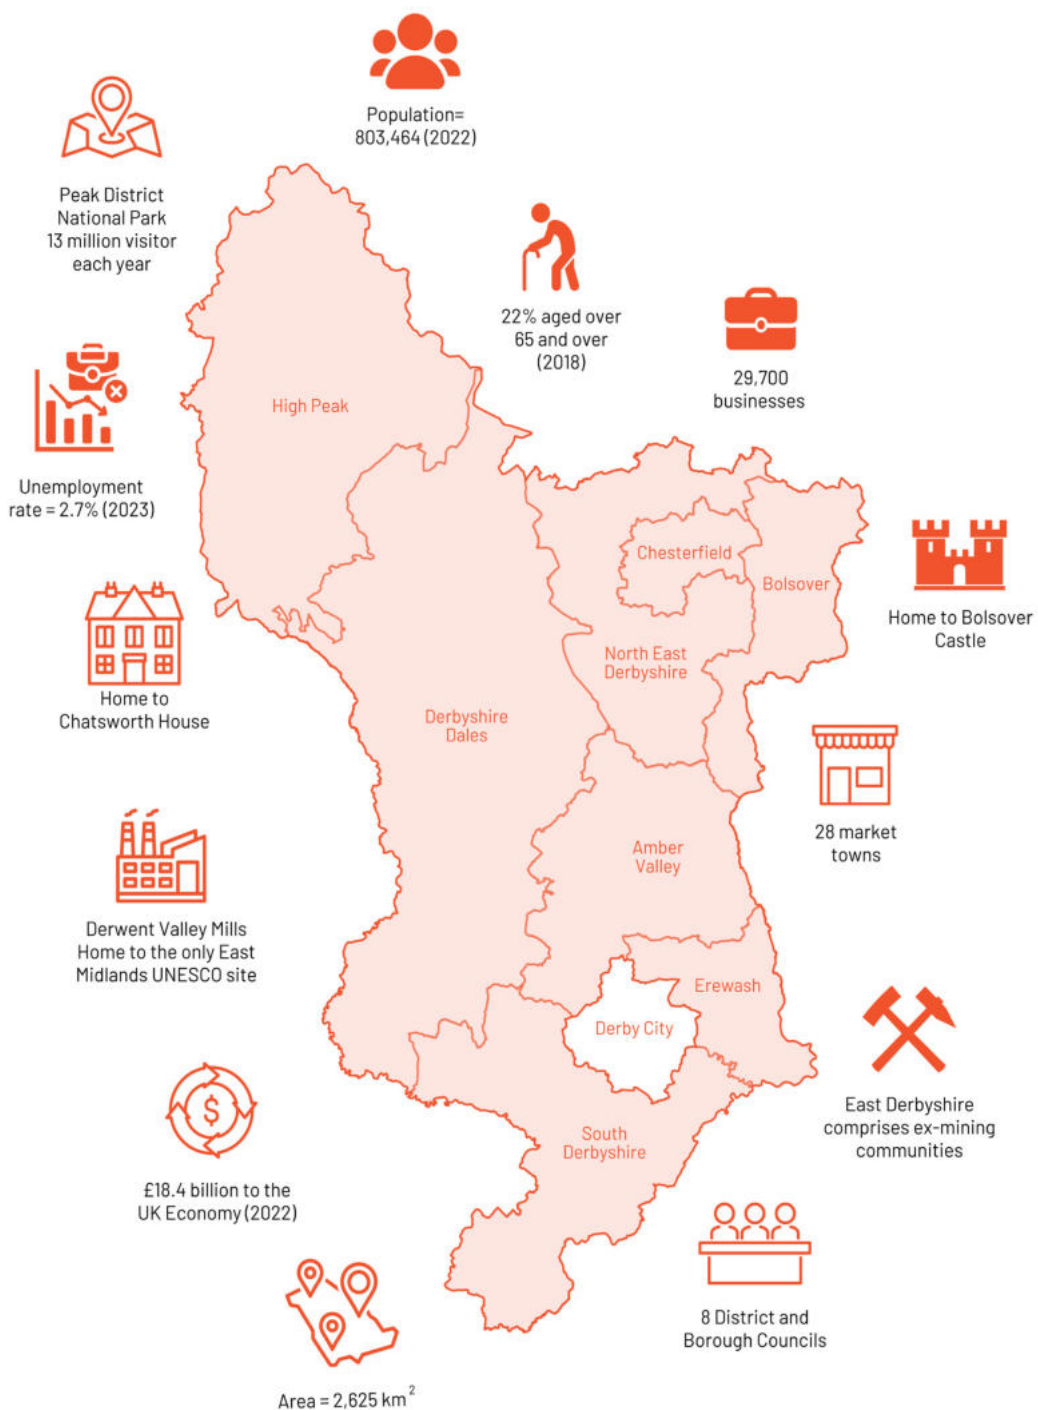 Population=
803,464 (2022)
Peak District
National Park
13 million visitor
each year
22% aged over
65 and over
(2018)
29,700
businesses
High Peak
Unemployment
rate = 2.7% (2023)
Chesterfield
Bolsover
Home to Bolsover
Castle
North East
Derbyshire
Home to
Chatsworth House
Derbyshire
Dales
28 market
towns
Amber
Valley
Derwent Valley Mills
Home to the only East
Midlands UNESCO site
Erewash
Derby City
East Derbyshire
comprises ex-mining
communities
South
Derbyshire
$
£18.4 billion to the
UK Economy (2022)
8 District and
Borough Councils
Area = 2,625 km²